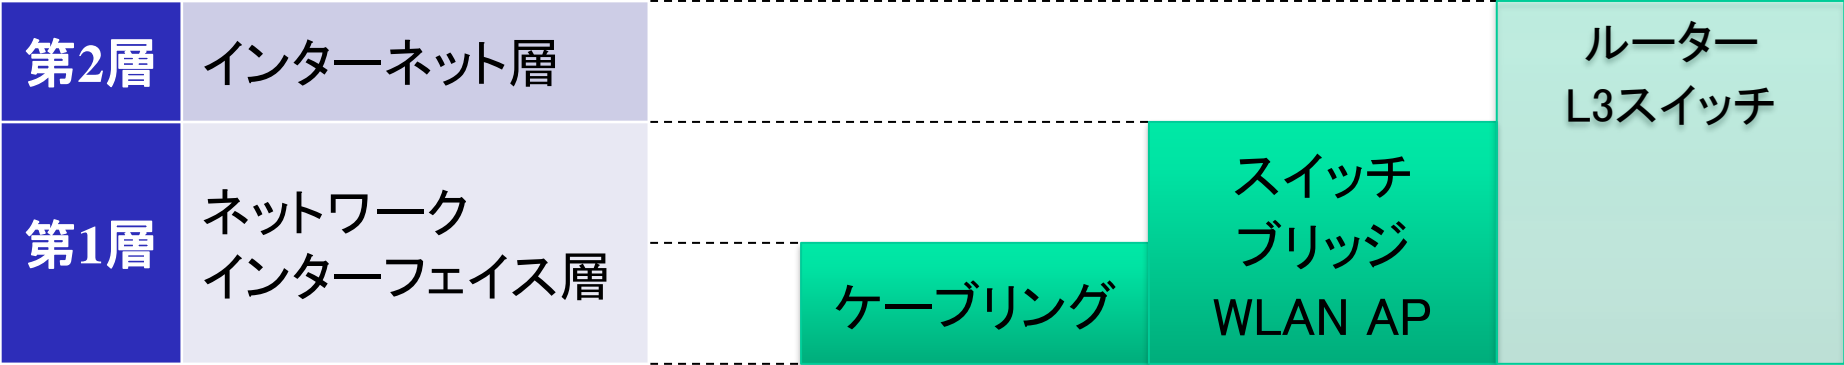 第2層
インターネット層
第1層
ネットワーク
インターフェイス層
ケーブリング
スイッチ
ブリッジ
WLAN AP
ルーター
L3スイッチ